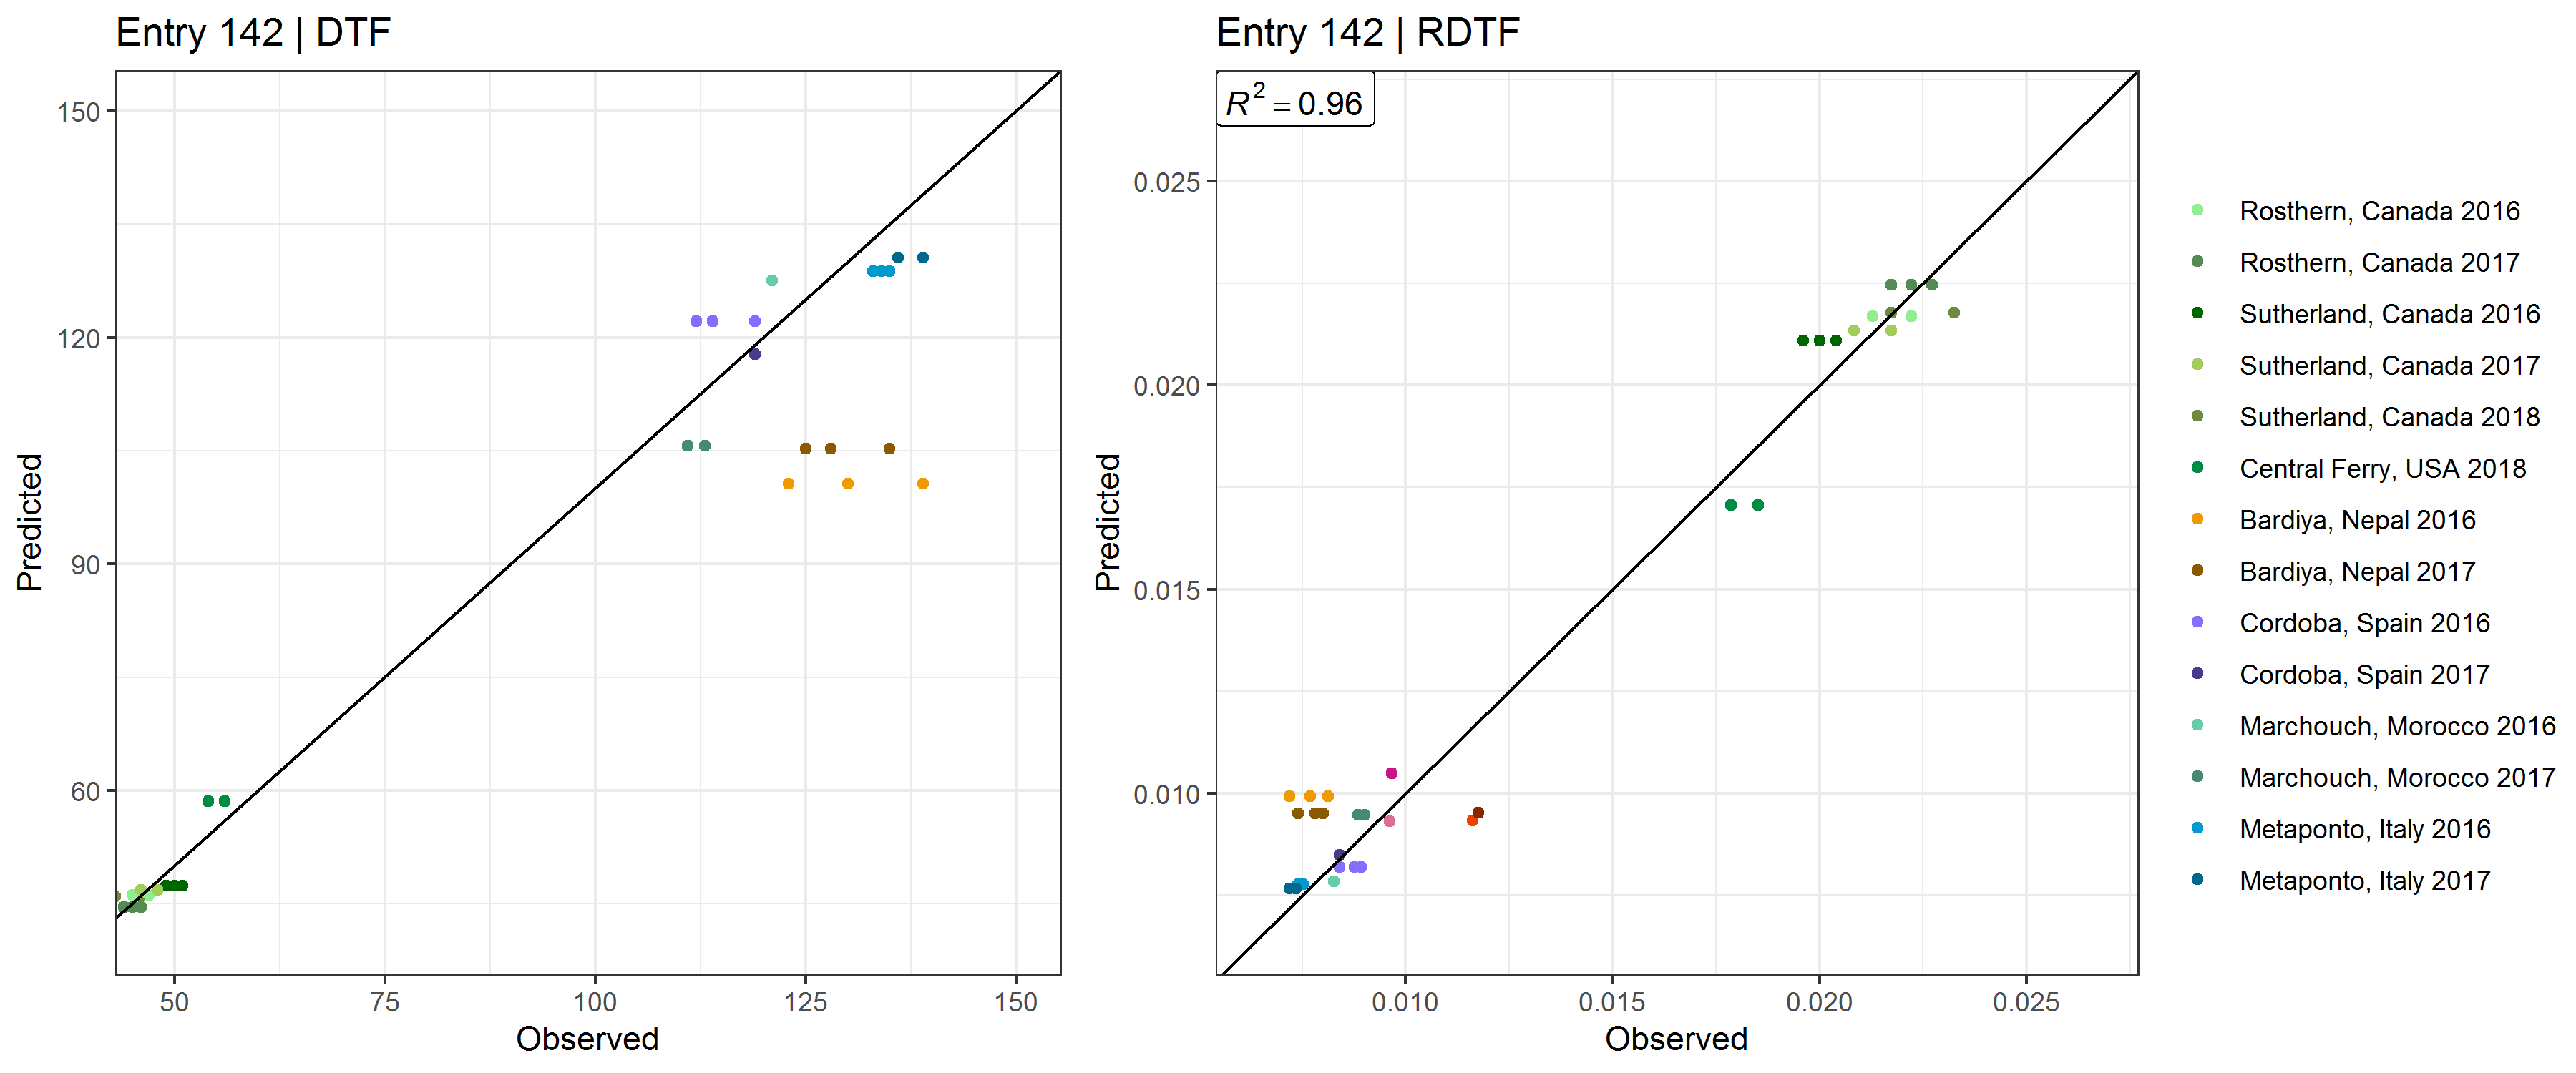 Entry 142 | DTF
150
120
90
60
Predicted
50 75 100 125 150
Observed
Entry 142 | RDTF
R² = 0.96
0.025
0.020
0.015
0.010
Predicted
0.010 0.015 0.020 0.025
Observed
Rosthern, Canada 2016
Rosthern, Canada 2017
Sutherland, Canada 2016
Sutherland, Canada 2017
Sutherland, Canada 2018
Central Ferry, USA 2018
Bardiya, Nepal 2016
Bardiya, Nepal 2017
Cordoba, Spain 2016
Cordoba, Spain 2017
Marchouch, Morocco 2016
Marchouch, Morocco 2017
Metaponto, Italy 2016
Metaponto, Italy 2017